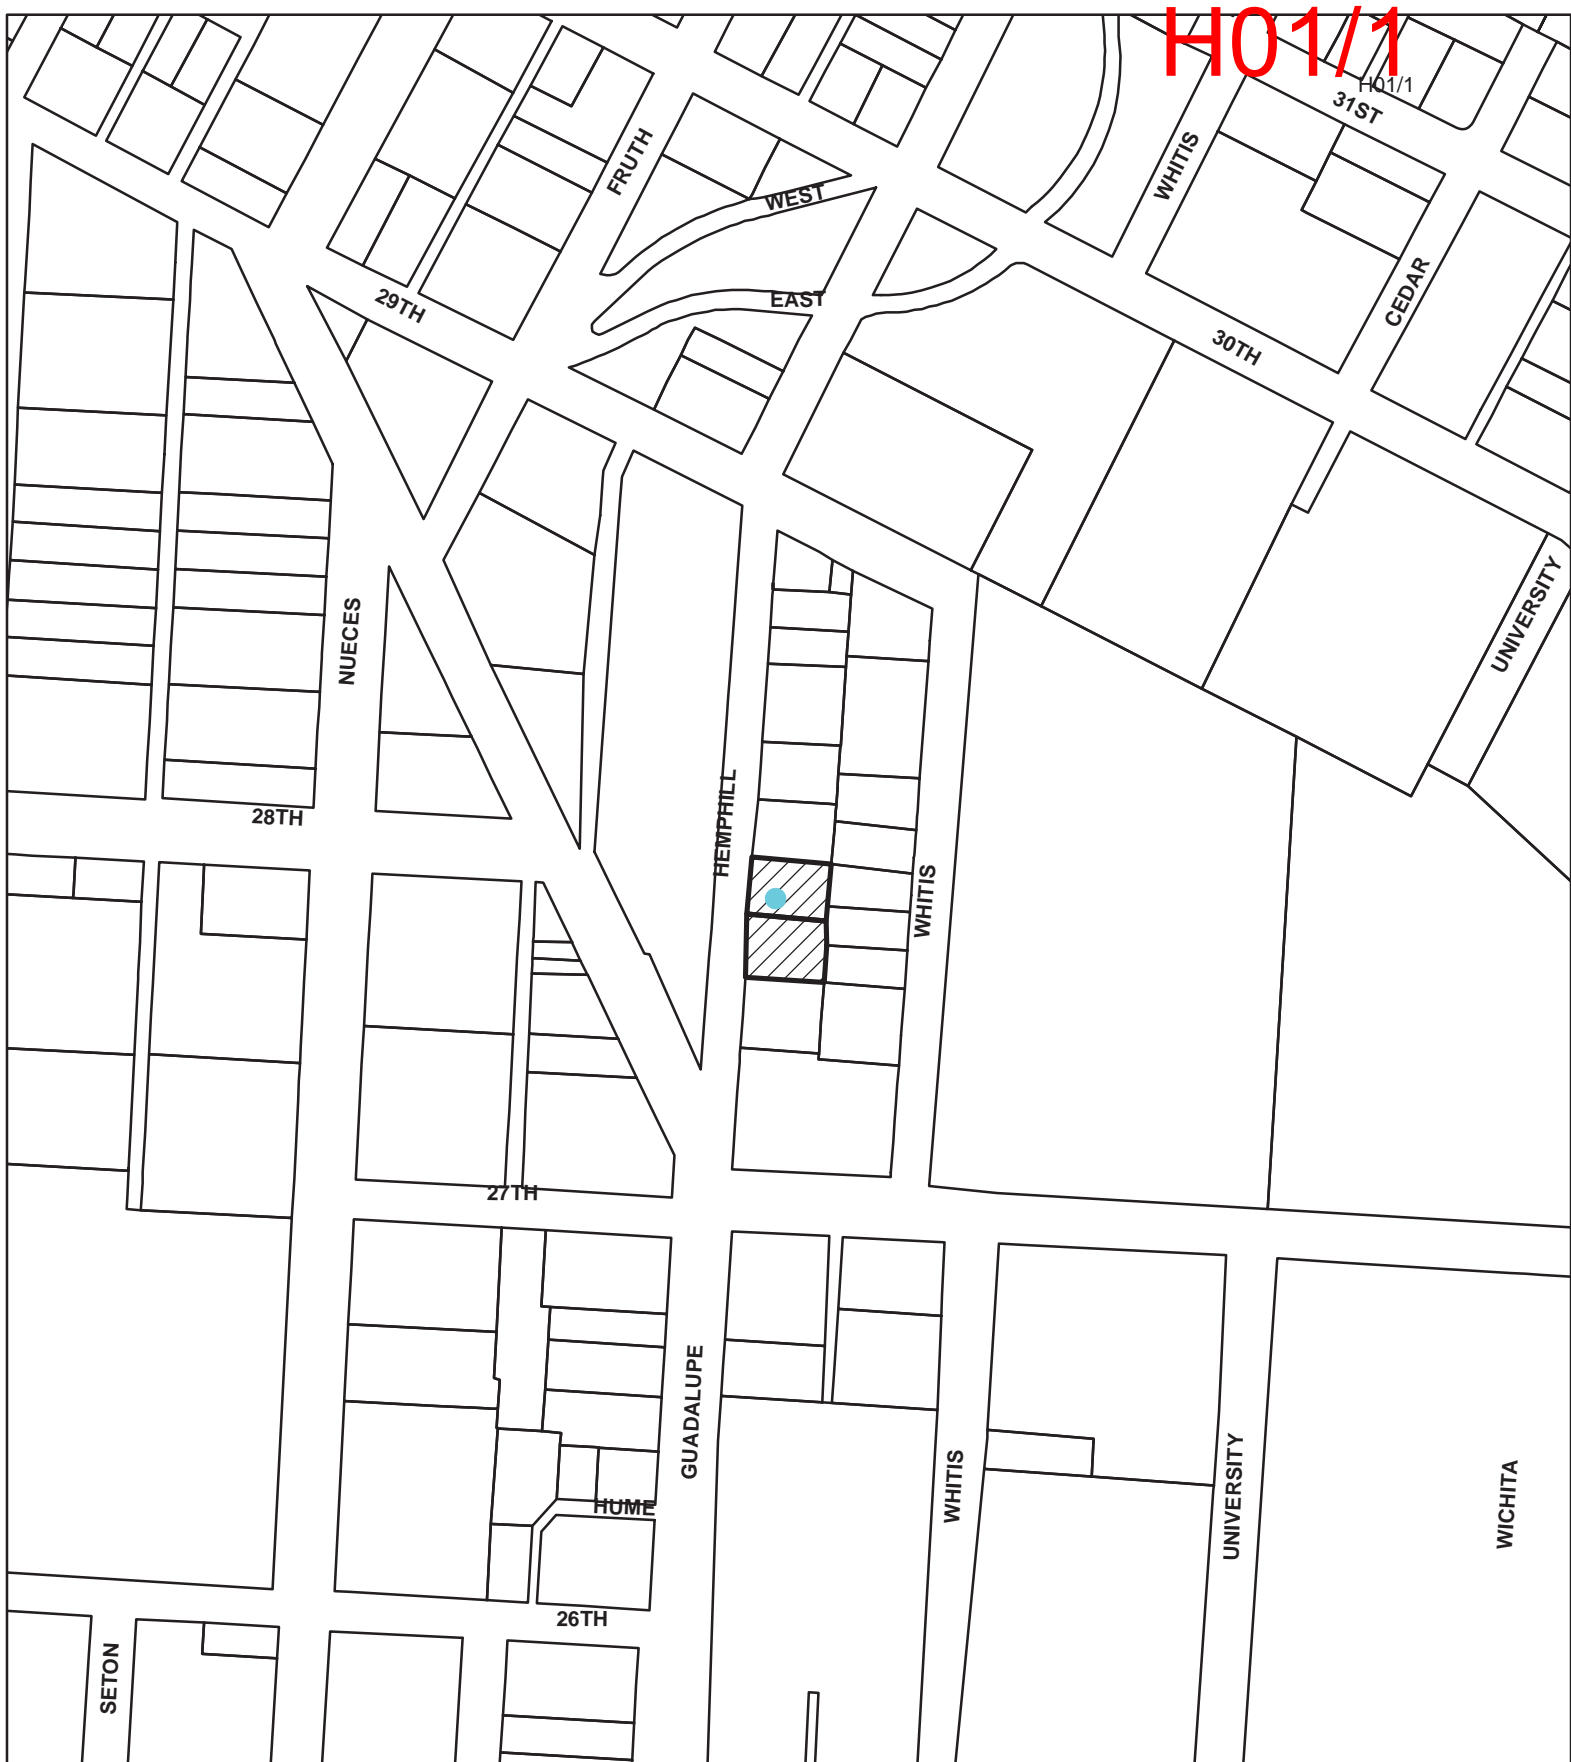 H01/1
H01/1
31ST
FRUTH
WHITIS
WEST
CEDAR
29TH
EAST
30TH
UNIVERSITY
NUECES
28TH
HEMPHILL
WHITIS
27TH
GUADALUPE
WHITIS
UNIVERSITY
WICHITA
HUME
26TH
SETON